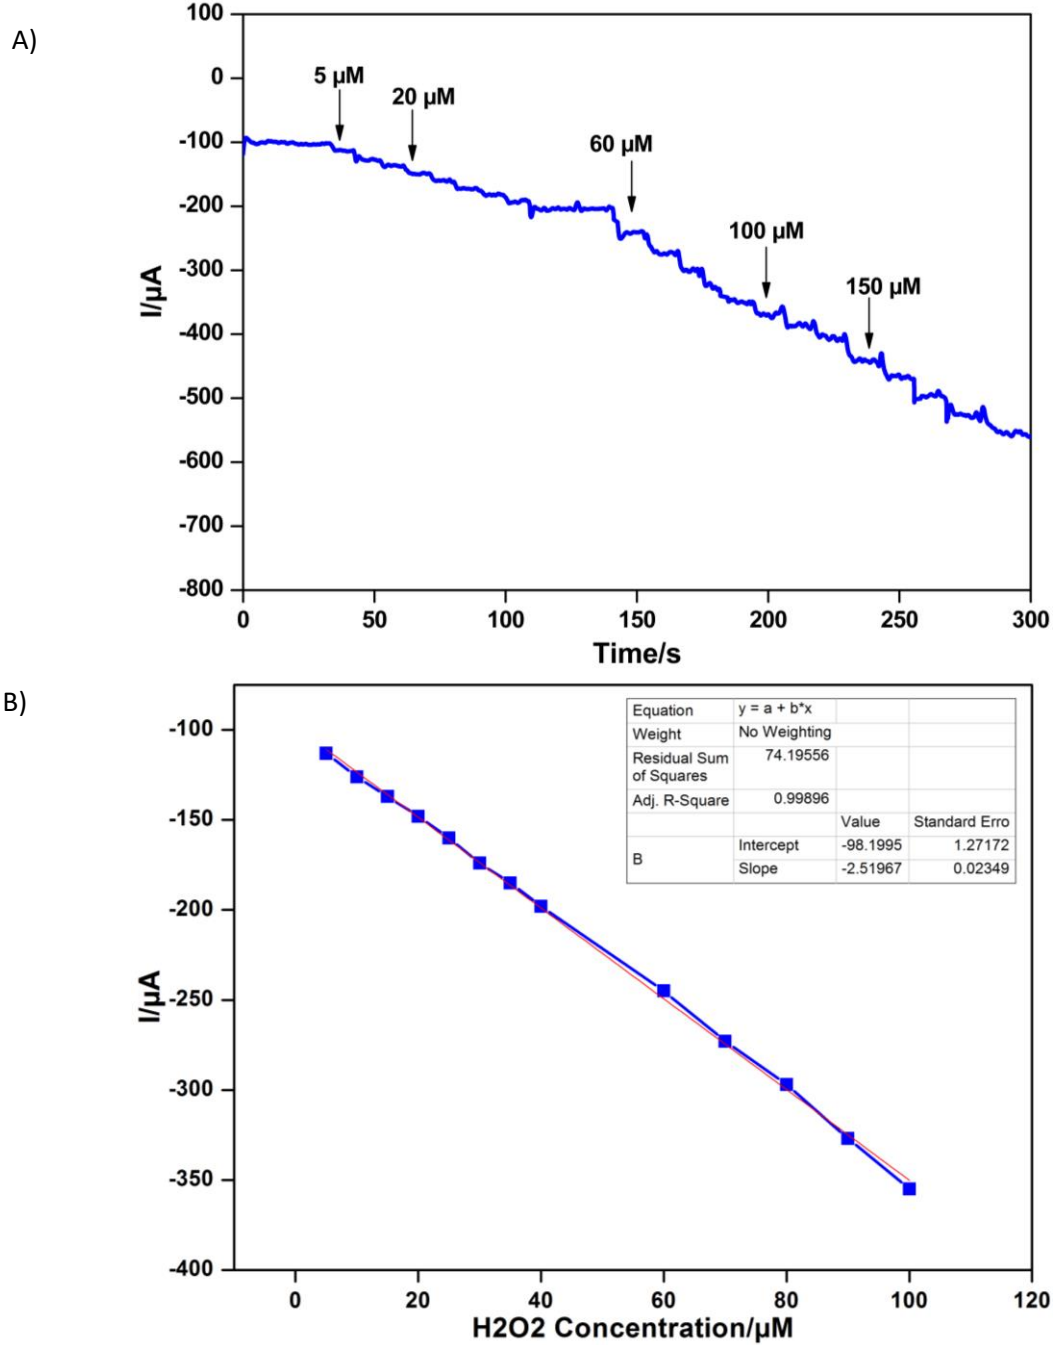 A)
100
0
-100
-200
-300
-400
-500
-600
-700
-800
I/µA
5 µM
20 µM
60 µM
100 µM
150 µM
0 50 100 150 200 250 300
Time/s
B)
-100
-150
-200
-250
-300
-350
-400
I/µA
Equation y = a + b*x
Weight No Weighting
Residual Sum
of Squares 74.19556
Adj. R-Square 0.99896
Value Standard Erro
B
Intercept -98.1995 1.27172
Slope -2.51967 0.02349
0 20 40 60 80 100 120
H2O2 Concentration/µM